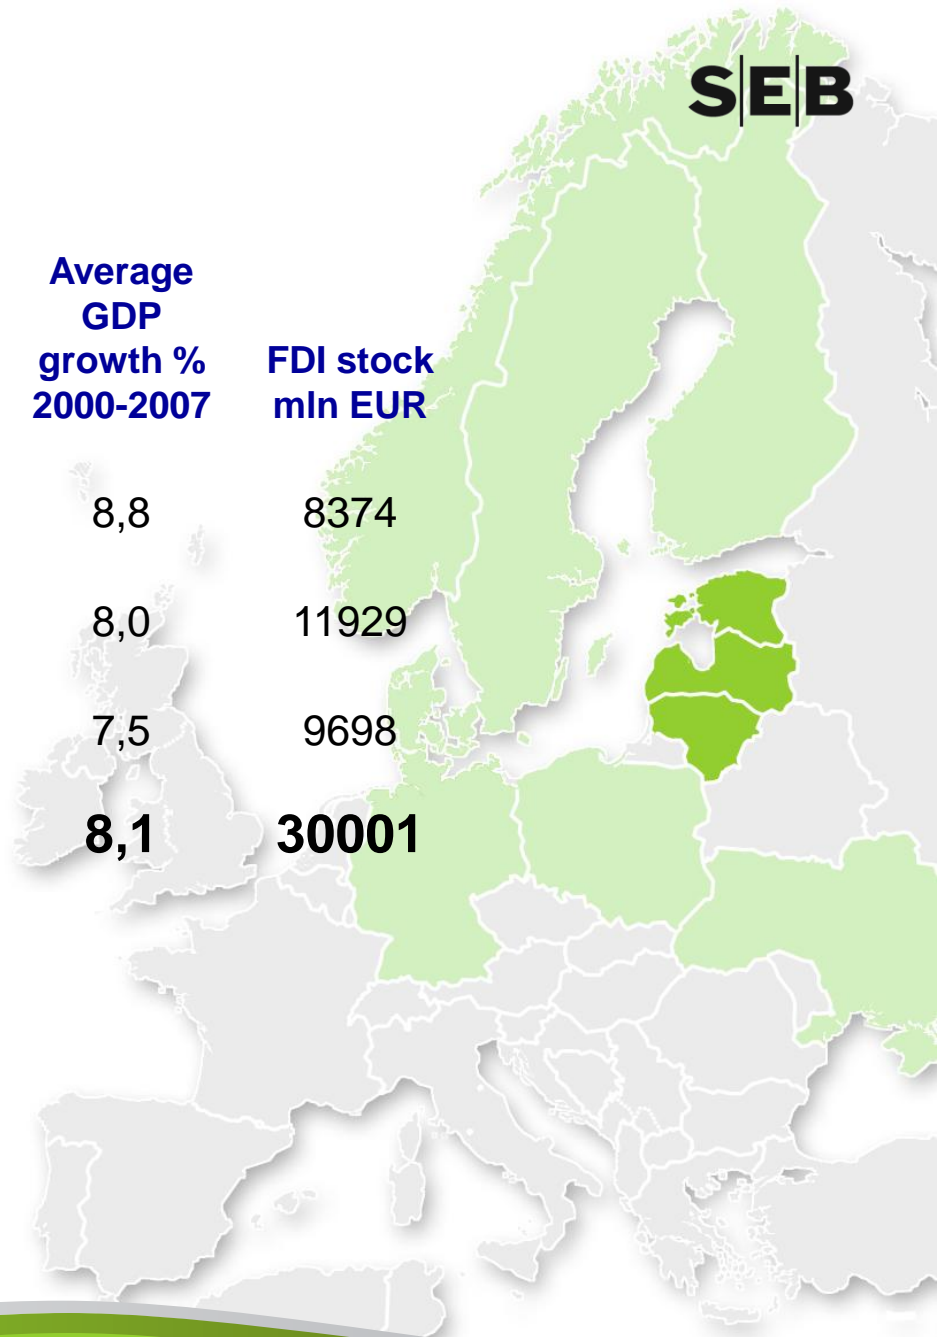 S|E|B
Average
GDP
growth %
2000-2007
FDI stock
mln EUR
8,8 8374
8,0 11929
7,5 9698
8,1 30001